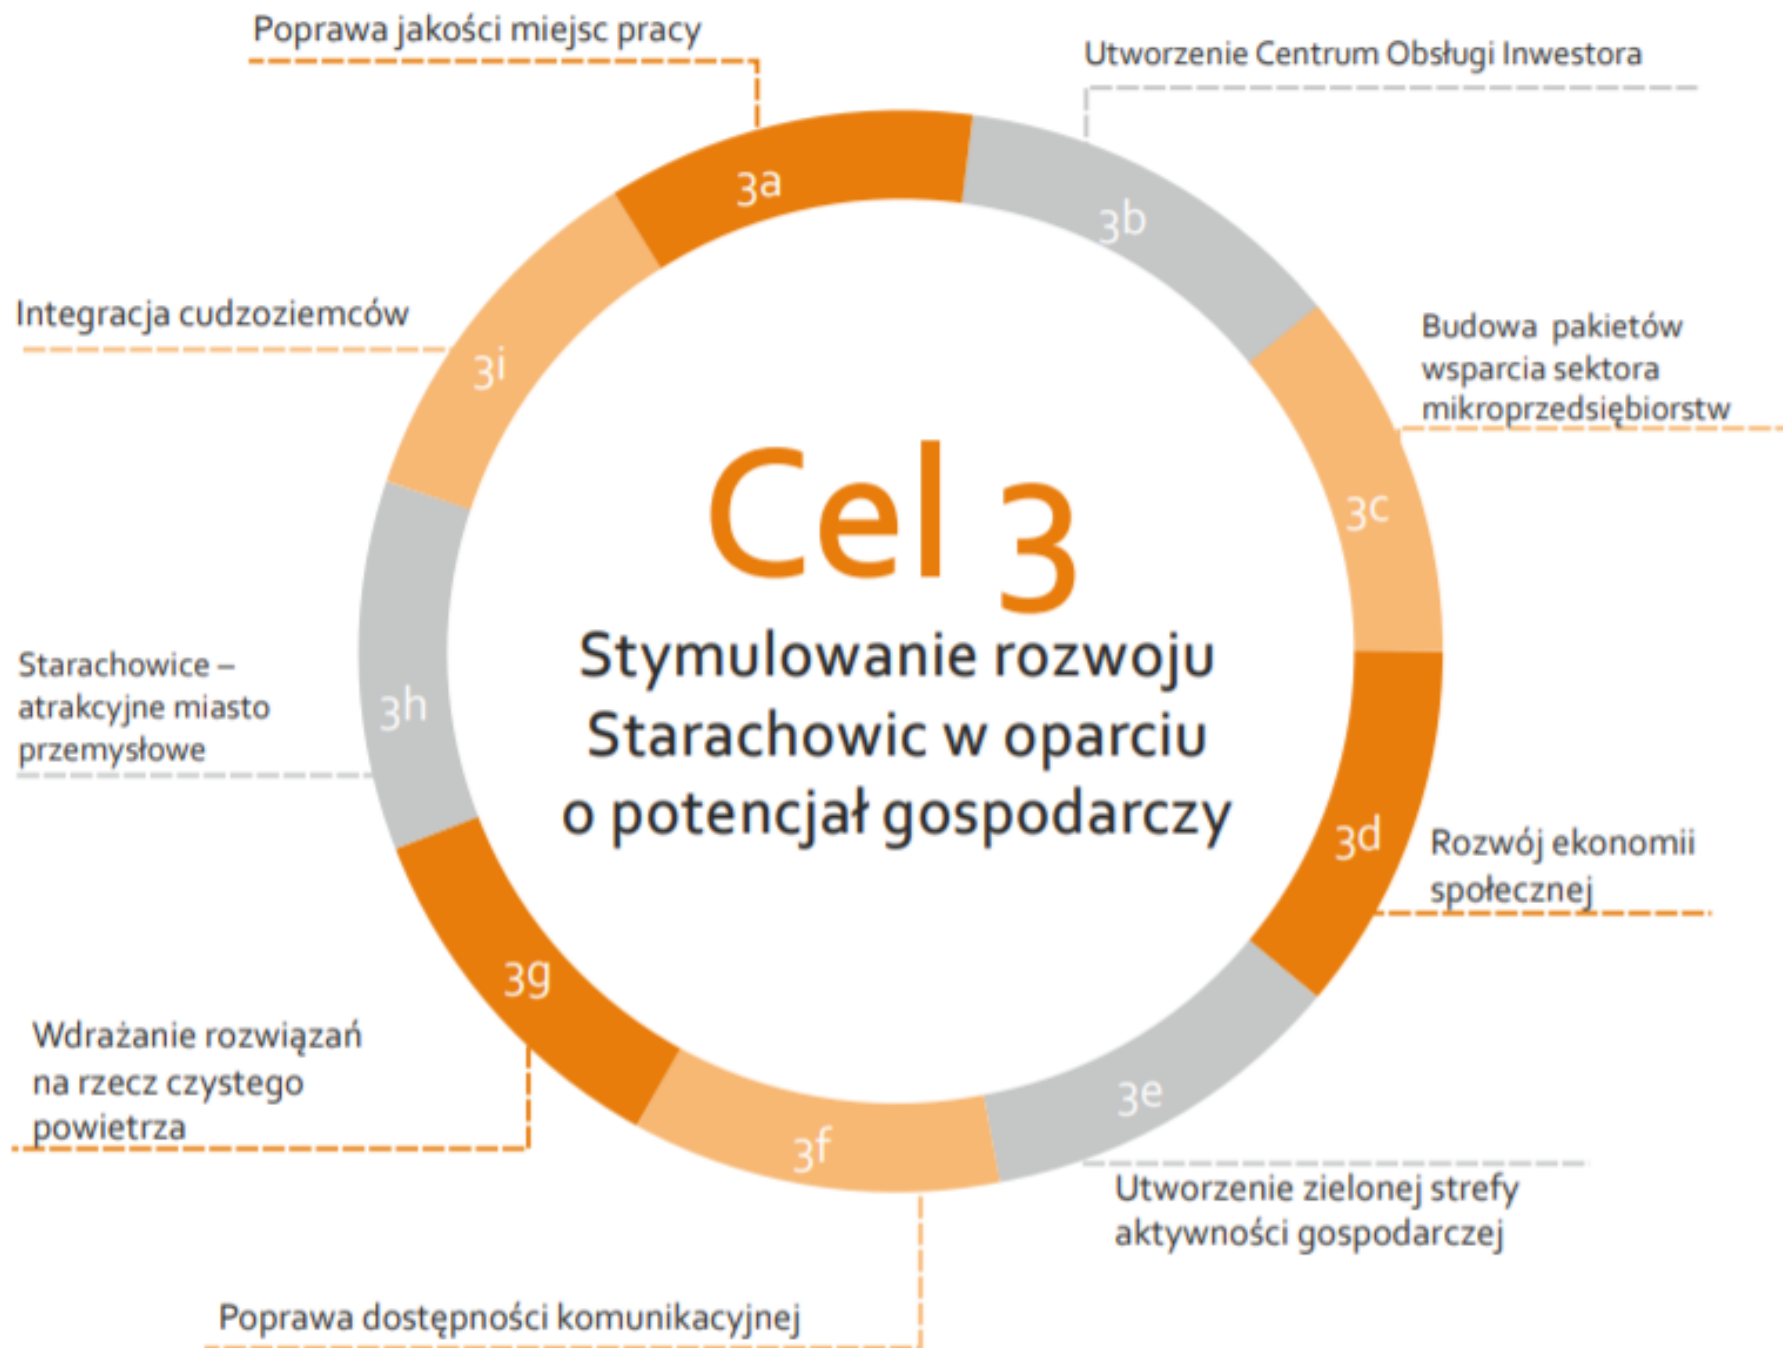 Poprawa jakości miejsc pracy
Utworzenie Centrum Obsługi Inwestora
3a
3b
Integracja cudzoziemców
3i
Budowa pakietów
wsparcia sektora
mikroprzedsiębiorstw
3c
Cel 3
Stymulowanie rozwoju
Starachowic w oparciu
o potencjał gospodarczy
Starachowice –
atrakcyjne miasto
przemysłowe
3h
3d
Rozwój ekonomii
społecznej
3g
Wdrażanie rozwiązań
na rzecz czystego
powietrza
3e
3f
Utworzenie zielonej strefy
aktywności gospodarczej
Poprawa dostępności komunikacyjnej